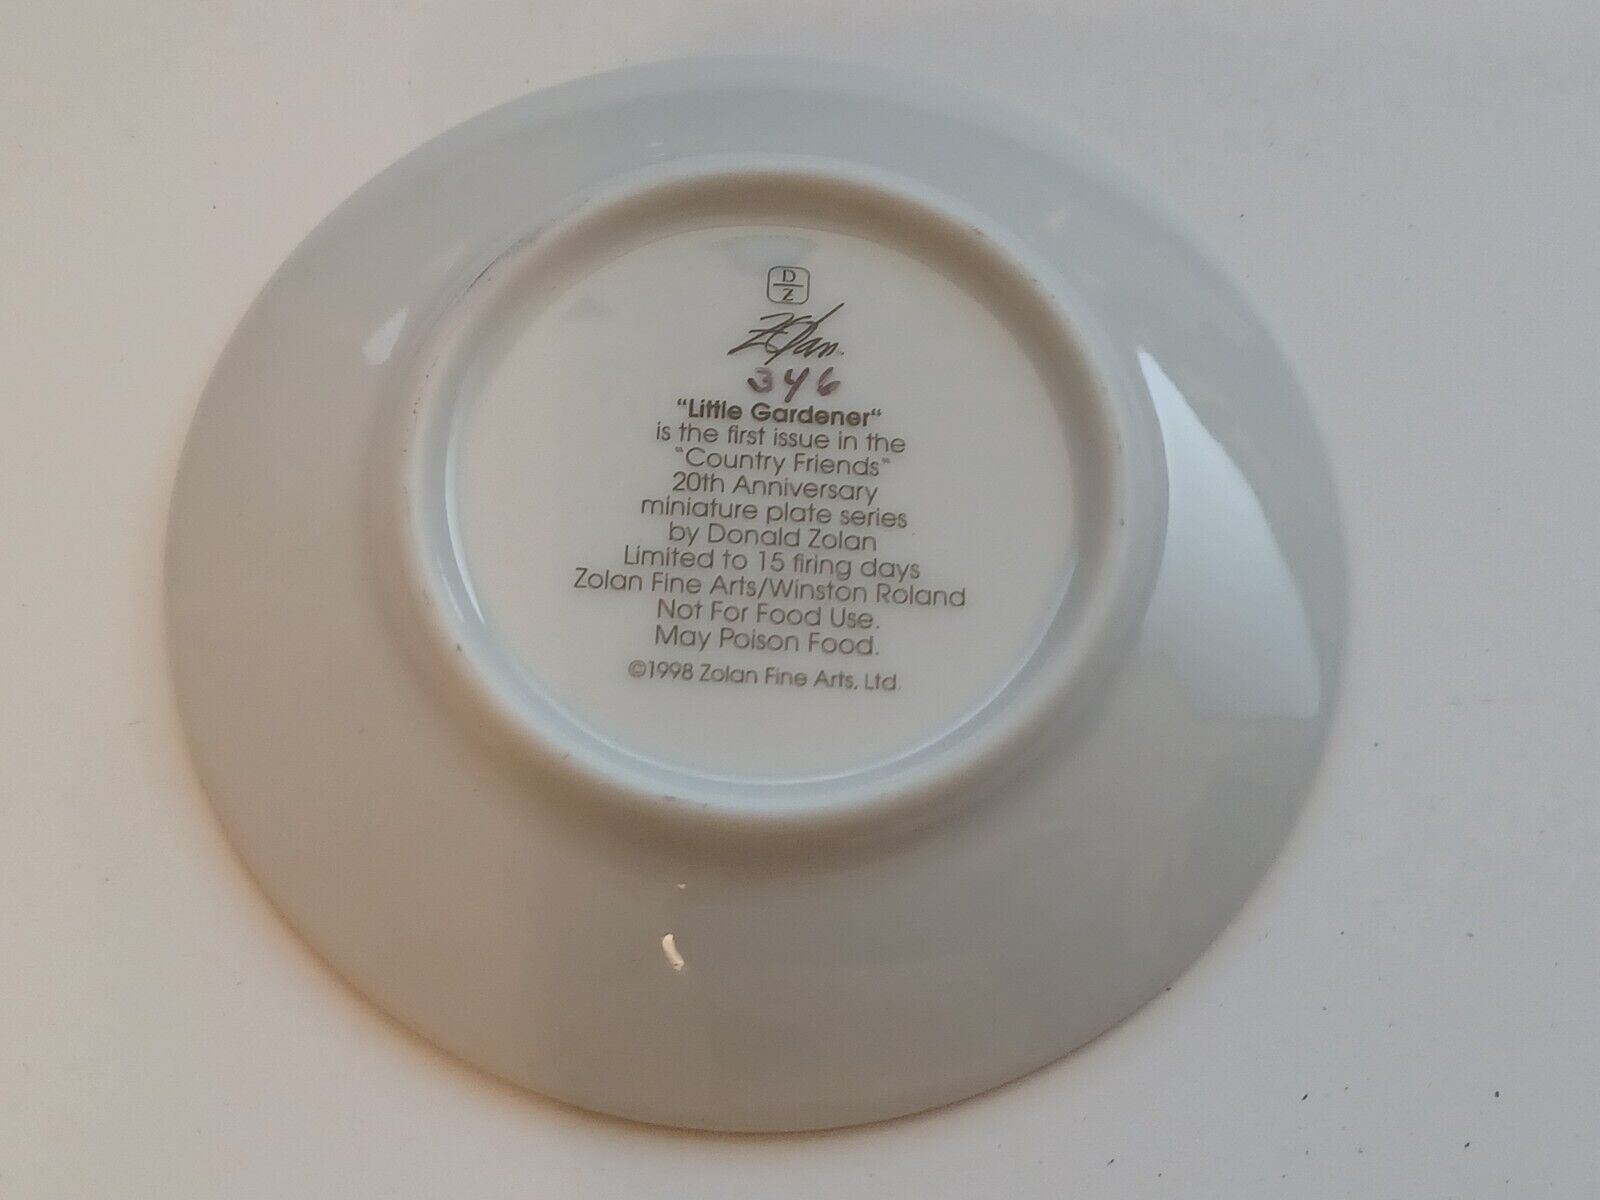 D
Z
Zolan
346
"Little Gardener"
is the first issue in the
"Country Friends"
20th Anniversary
miniature plate series
by Donald Zolan
Limited to 15 firing days
Zolan Fine Arts/Winston Roland
Not For Food Use.
May Poison Food.
©1998 Zolan Fine Arts, Ltd.